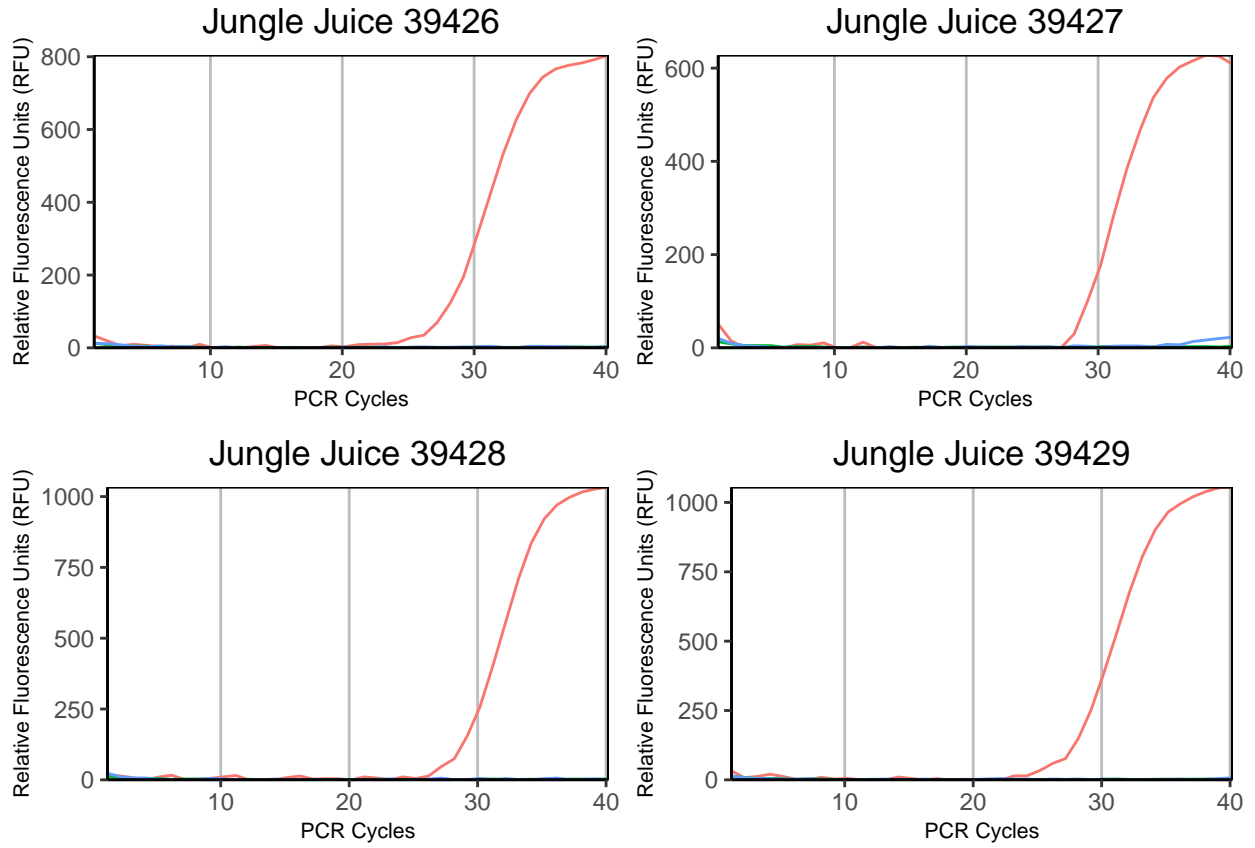 Jungle Juice 39426
Relative Fluorescence Units (RFU)
800
600
400
200
0
10 20 30 40
PCR Cycles
Jungle Juice 39427
Relative Fluorescence Units (RFU)
600
400
200
0
10 20 30 40
PCR Cycles
Jungle Juice 39428
Relative Fluorescence Units (RFU)
1000
750
500
250
0
10 20 30 40
PCR Cycles
Jungle Juice 39429
Relative Fluorescence Units (RFU)
1000
750
500
250
0
10 20 30 40
PCR Cycles